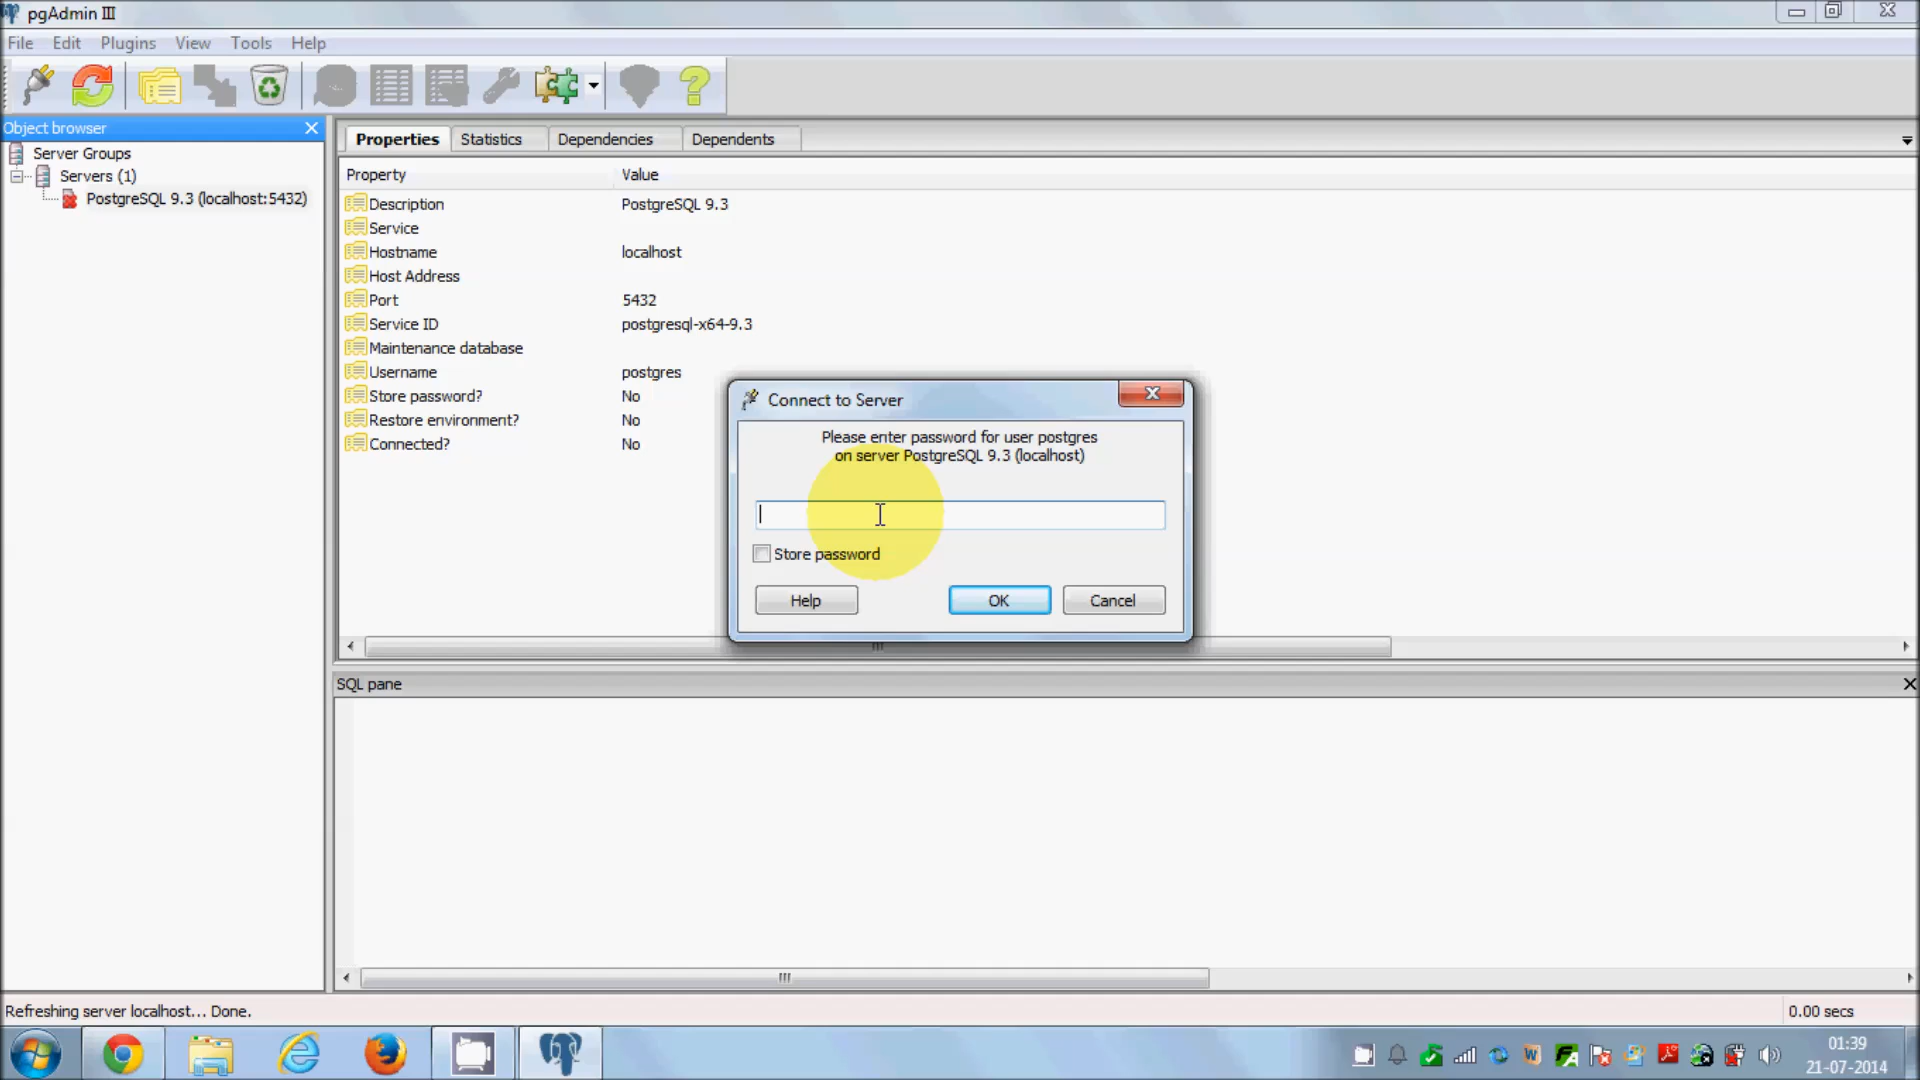 pgAdmin III
File Edit Plugins View Tools Help
Object browser
Server Groups
Servers (1)
PostgreSQL 9.3 (localhost:5432)
Properties Statistics Dependencies Dependents
Property Value
Description PostgreSQL 9.3
Service
Hostname localhost
Host Address
Port 5432
Service ID postgresql-x64-9.3
Maintenance database
Username postgres
Store password? No
Restore environment? No
Connected? No
Connect to Server
Please enter password for user postgres
on server PostgreSQL 9.3 (localhost)
Store password
Help OK Cancel
SQL pane
Refreshing server localhost... Done.
0.00 secs
01:39
21-07-2014